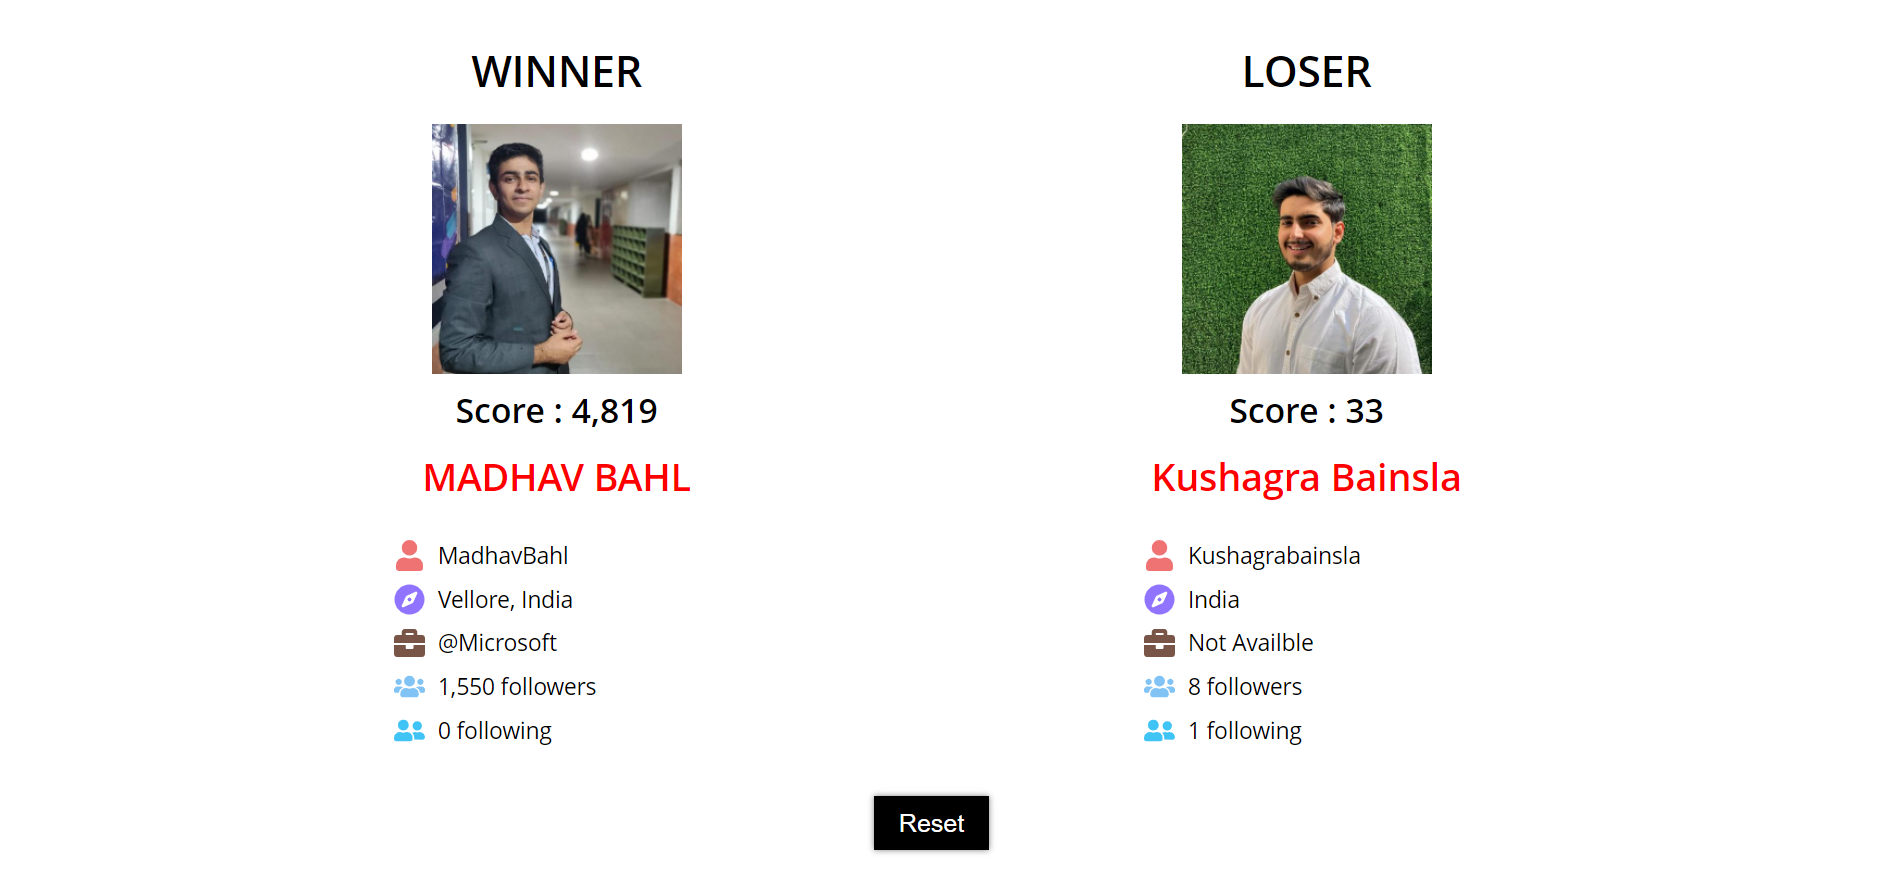 WINNER
Score : 4,819
MADHAV BAHL
MadhavBahl
Vellore, India
@Microsoft
1,550 followers
0 following
LOSER
Score : 33
Kushagra Bainsla
Kushagrabainsla
India
Not Availble
8 followers
1 following
Reset